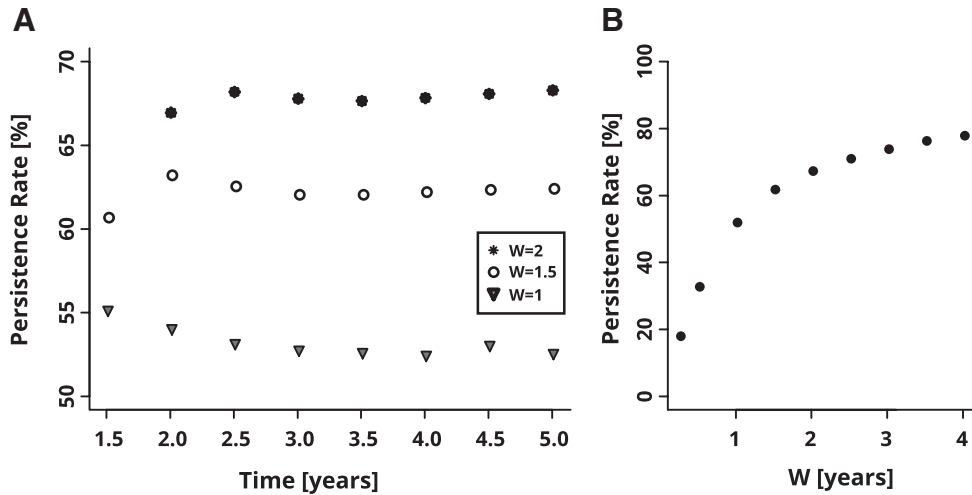 A
Persistence Rate [%]
70
65
60
55
50
W=2
W=1.5
W=1
1.5 2.0 2.5 3.0 3.5 4.0 4.5 5.0
Time [years]
B
Persistence Rate [%]
100
80
60
40
20
0
1 2 3 4
W [years]